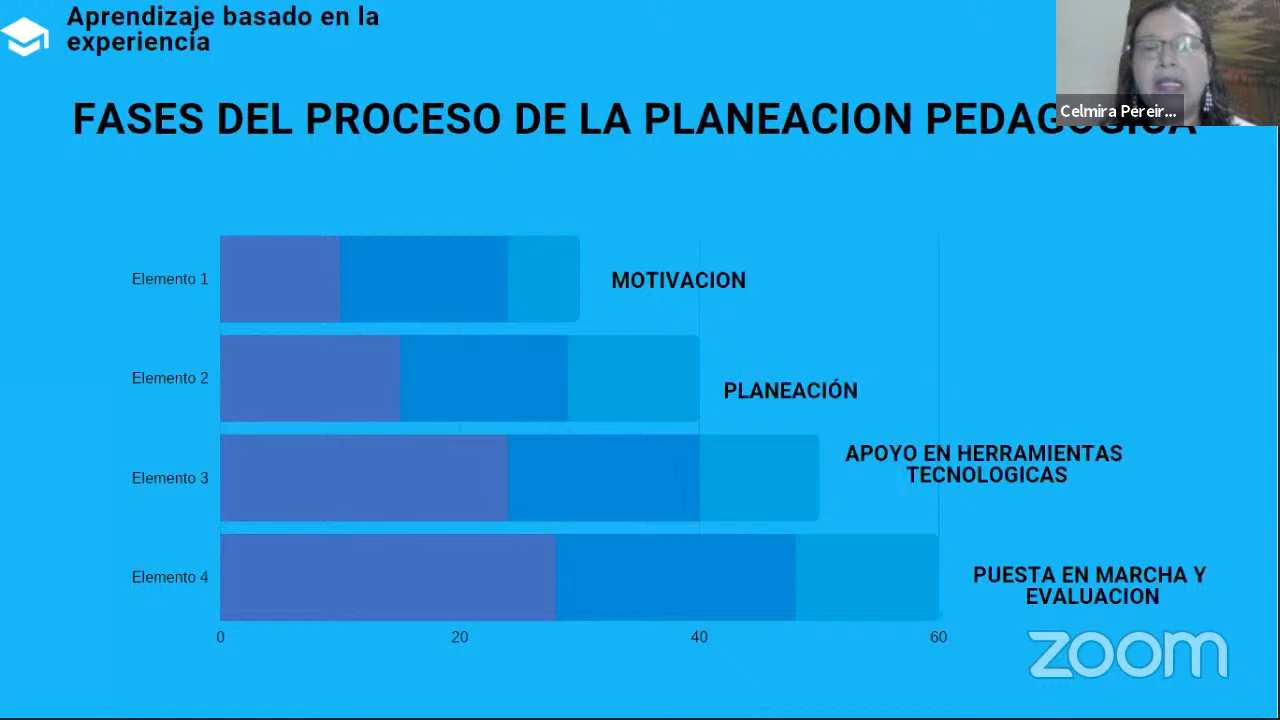 Aprendizaje basado en la
experiencia
Celmira Pereir...
FASES DEL PROCESO DE LA PLANEACION PEDAGOGICA
Elemento 1
MOTIVACION
Elemento 2
PLANEACIÓN
Elemento 3
APOYO EN HERRAMIENTAS
TECNOLOGICAS
Elemento 4
PUESTA EN MARCHA Y
EVALUACION
0 20 40 60
zoom